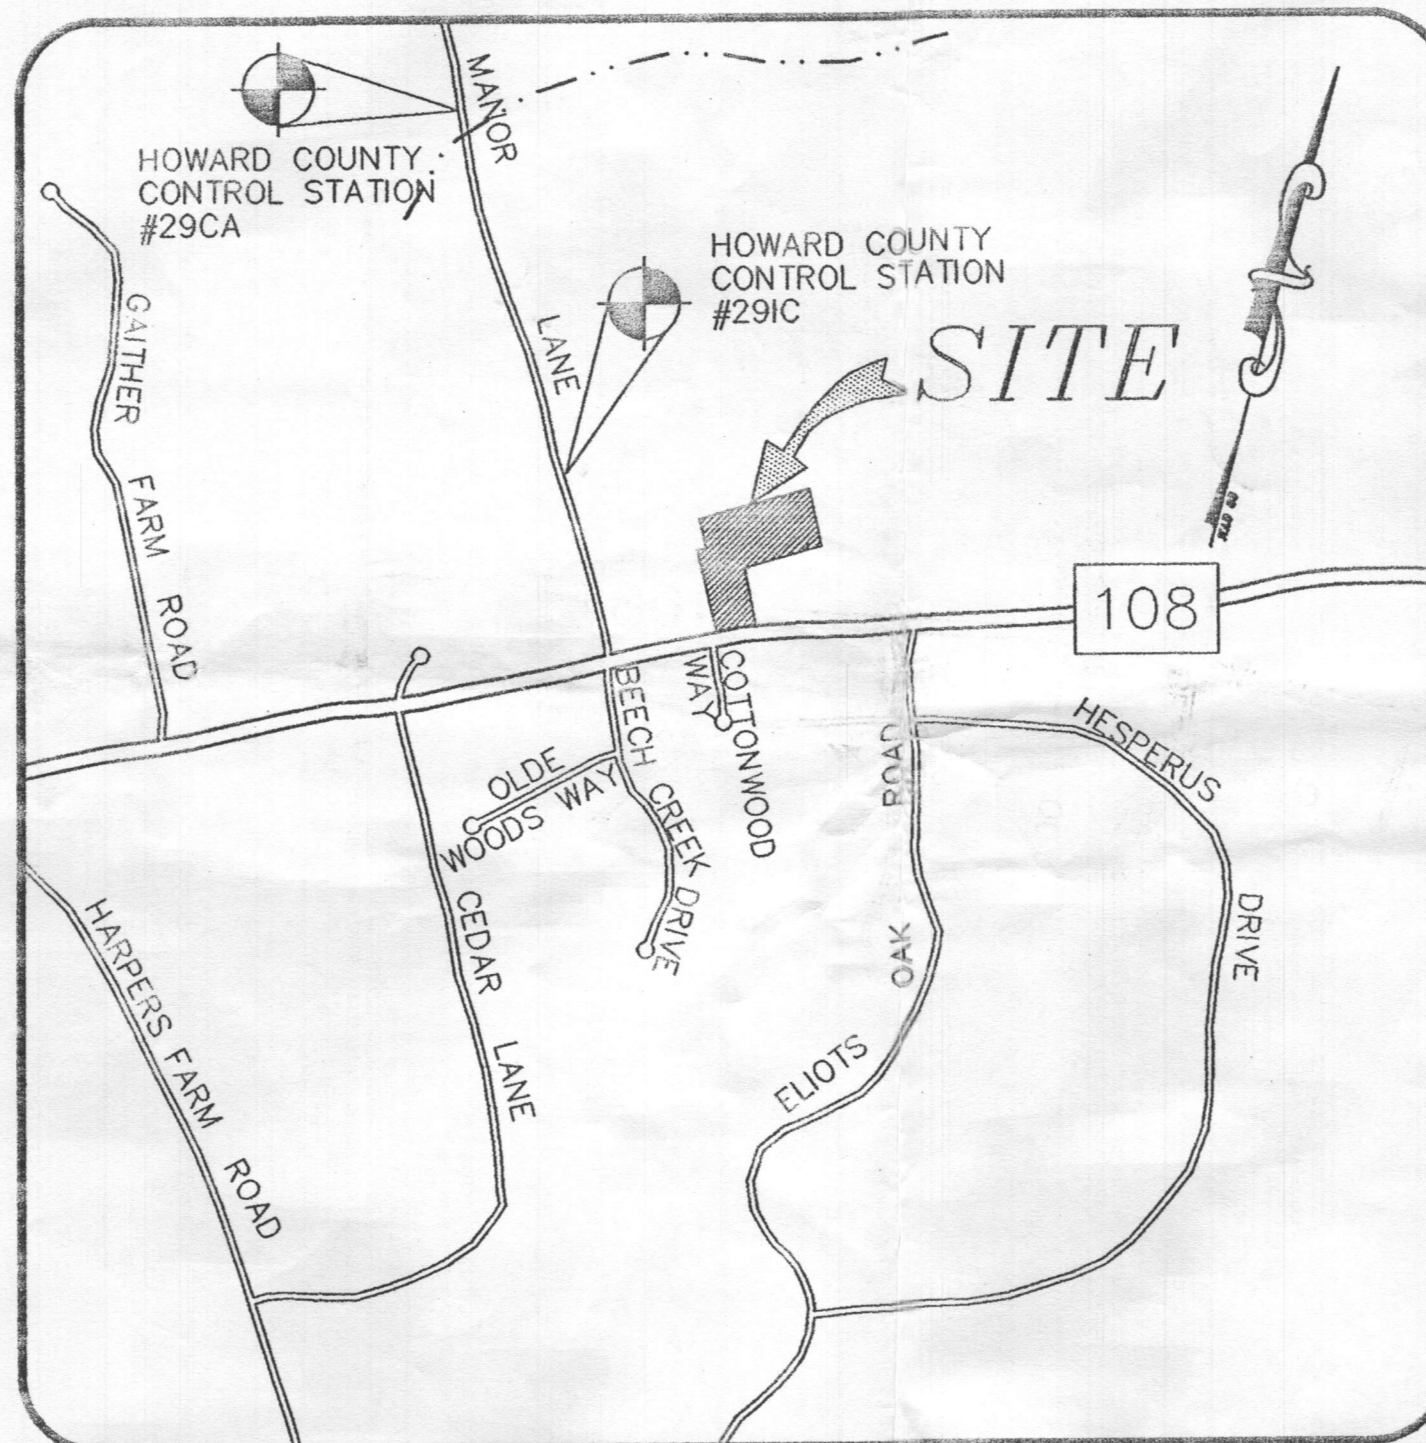 MANOR
LANE
HOWARD COUNTY
CONTROL STATION
#29CA
HOWARD COUNTY
CONTROL STATION
#29IC
SITE
GAITHER FARM ROAD
108
COTTONWOOD
WAY
BEECH CREEK DRIVE
OLDE
WOODS WAY
CEDAR LANE
HARPERS FARM ROAD
ELIOTS OAK ROAD
HESPERUS DRIVE